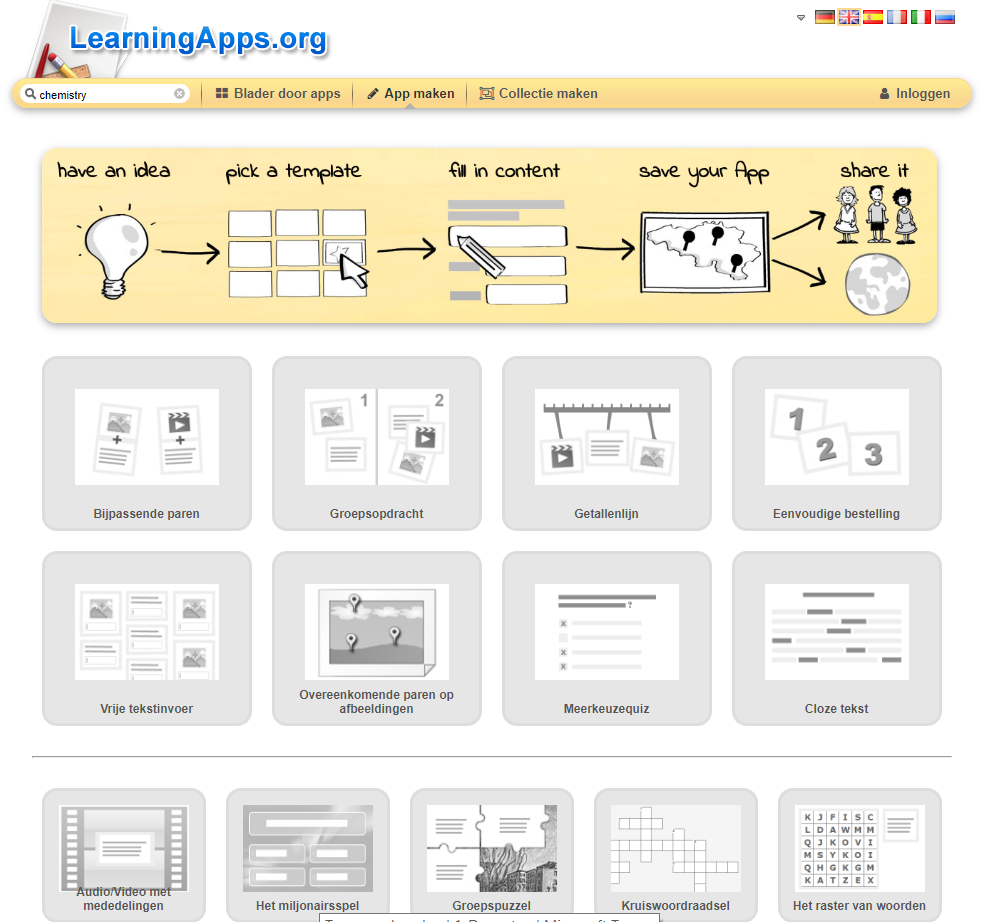 LearningApps.org
chemistry
Blader door apps
App maken
Collectie maken
Inloggen
have an idea
pick a template
fill in content
save your App
share it
1
2
1
2
3
Bijpassende paren
Groepsopdracht
Getallenlijn
Eenvoudige bestelling
?
x
x
x
Vrije tekstinvoer
Overeenkomende paren op
afbeeldingen
Meerkeuzequiz
Cloze tekst
K J F I S C
L D A W M M
Q J K O V I
M S Y K O I
Q H G K G M
K A T Z E X
Audio/Video met
mededelingen
Het miljonairsspel
Groepspuzzel
Kruiswoordraadsel
Het raster van woorden